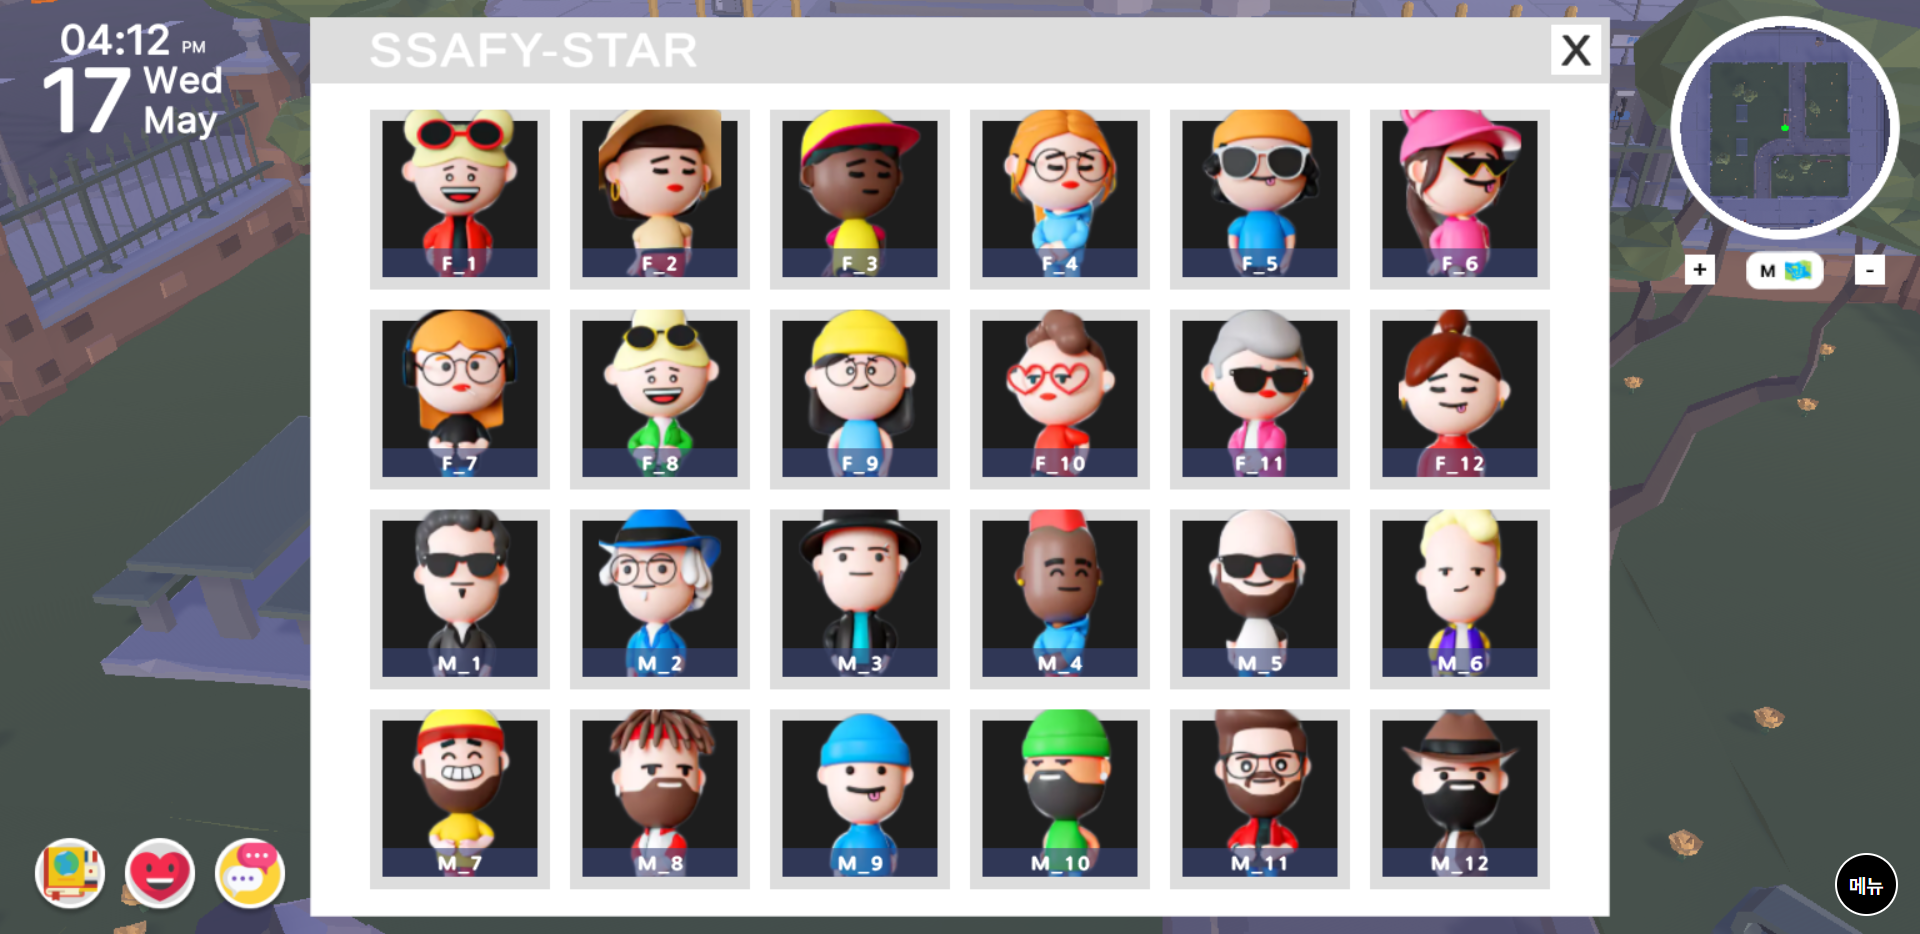 04:12 PM
17 Wed
May
SSAFY-STAR
X
F_1
F_2
F_3
F_4
F_5
F_6
F_7
F_8
F_9
F_10
F_11
F_12
M_1
M_2
M_3
M_4
M_5
M_6
M_7
M_8
M_9
M_10
M_11
M_12
+
M
-
메뉴